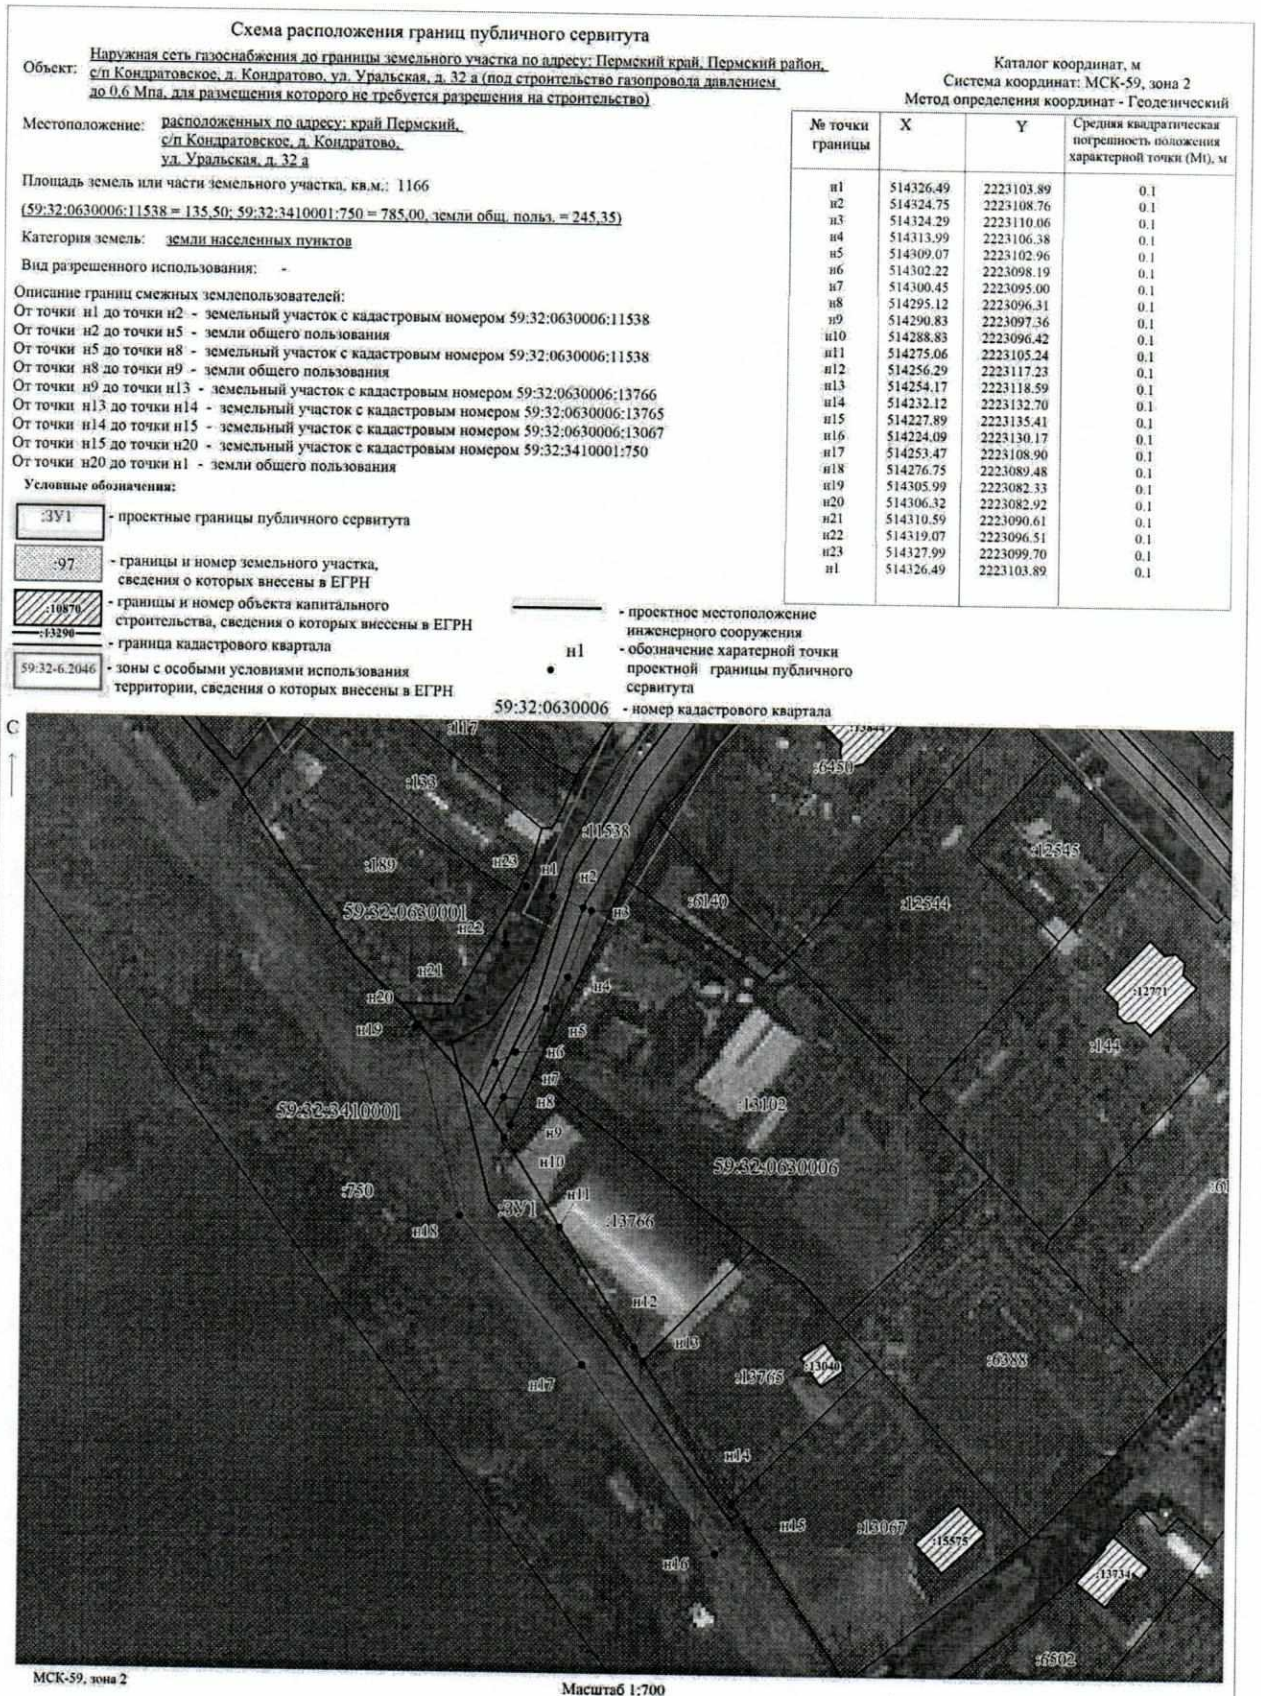 Схема расположения границ публичного сервитута
Объект: Наружная сеть газоснабжения до границы земельного участка по адресу: Пермский край, Пермский район,
с/п Кондратовское, д. Кондратово, ул. Уральская, д. 32 а (под строительство газопровода давлением
до 0,6 Мпа, для размещения которого не требуется разрешения на строительство)
Местоположение: расположенных по адресу: край Пермский,
с/п Кондратовское, д. Кондратово,
ул. Уральская, д. 32 а
Площадь земель или части земельного участка, кв.м.: 1166
(59:32:0630006:11538 = 135,50; 59:32:3410001:750 = 785,00, земли общ. польз. = 245,35)
Категория земель: земли населенных пунктов
Вид разрешенного использования: -
Описание границ смежных землепользователей:
От точки н1 до точки н2 - земельный участок с кадастровым номером 59:32:0630006:11538
От точки н2 до точки н5 - земли общего пользования
От точки н5 до точки н8 - земельный участок с кадастровым номером 59:32:0630006:11538
От точки н8 до точки н9 - земли общего пользования
От точки н9 до точки н13 - земельный участок с кадастровым номером 59:32:0630006:13766
От точки н13 до точки н14 - земельный участок с кадастровым номером 59:32:0630006:13765
От точки н14 до точки н15 - земельный участок с кадастровым номером 59:32:0630006:13067
От точки н15 до точки н20 - земельный участок с кадастровым номером 59:32:3410001:750
От точки н20 до точки н1 - земли общего пользования
Каталог координат, м
Система координат: МСК-59, зона 2
Метод определения координат - Геодезический
№ точки границы X Y Средняя квадратическая погрешность положения характерной точки (Mt), м
н1 514326.49 2223103.89 0.1
н2 514324.75 2223108.76 0.1
н3 514324.29 2223110.06 0.1
н4 514313.99 2223106.38 0.1
н5 514309.07 2223102.96 0.1
н6 514302.22 2223098.19 0.1
н7 514300.45 2223095.00 0.1
н8 514295.12 2223096.31 0.1
н9 514290.83 2223097.36 0.1
н10 514288.83 2223096.42 0.1
н11 514275.06 2223105.24 0.1
н12 514256.29 2223117.23 0.1
н13 514254.17 2223118.59 0.1
н14 514232.12 2223132.70 0.1
н15 514227.89 2223135.41 0.1
н16 514224.09 2223130.17 0.1
н17 514253.47 2223108.90 0.1
н18 514276.75 2223089.48 0.1
н19 514305.99 2223082.33 0.1
н20 514306.32 2223082.92 0.1
н21 514310.59 2223090.61 0.1
н22 514319.07 2223096.51 0.1
н23 514327.99 2223099.70 0.1
н1 514326.49 2223103.89 0.1
Условные обозначения:
:ЗУ1 - проектные границы публичного сервитута
:97 - границы и номер земельного участка,
сведения о которых внесены в ЕГРН
:10870 - границы и номер объекта капитального
строительства, сведения о которых внесены в ЕГРН
:13290 - граница кадастрового квартала
59:32-6.2046 - зоны с особыми условиями использования
территории, сведения о которых внесены в ЕГРН
- проектное местоположение
инженерного сооружения
н1 - обозначение харатерной точки
проектной границы публичного
сервитута
59:32:0630006 - номер кадастрового квартала
С
:117
:13844
:6450
:133
:11538
:189
н23
н1
н2
:12545
59:32:0630001
н3
:6140
:12544
н22
н21
н4
:12771
н20
н19
н5
:144
н6
н7
59:32:3410001
н8
:13102
н9
н10
59:32:0630006
:750
н11
:61
:ЗУ1
:13766
н18
н12
н13
:13765
:13040
:6388
н17
н14
н15
:13067
:15575
н16
:13734
:6502
МСК-59, зона 2
Масштаб 1:700